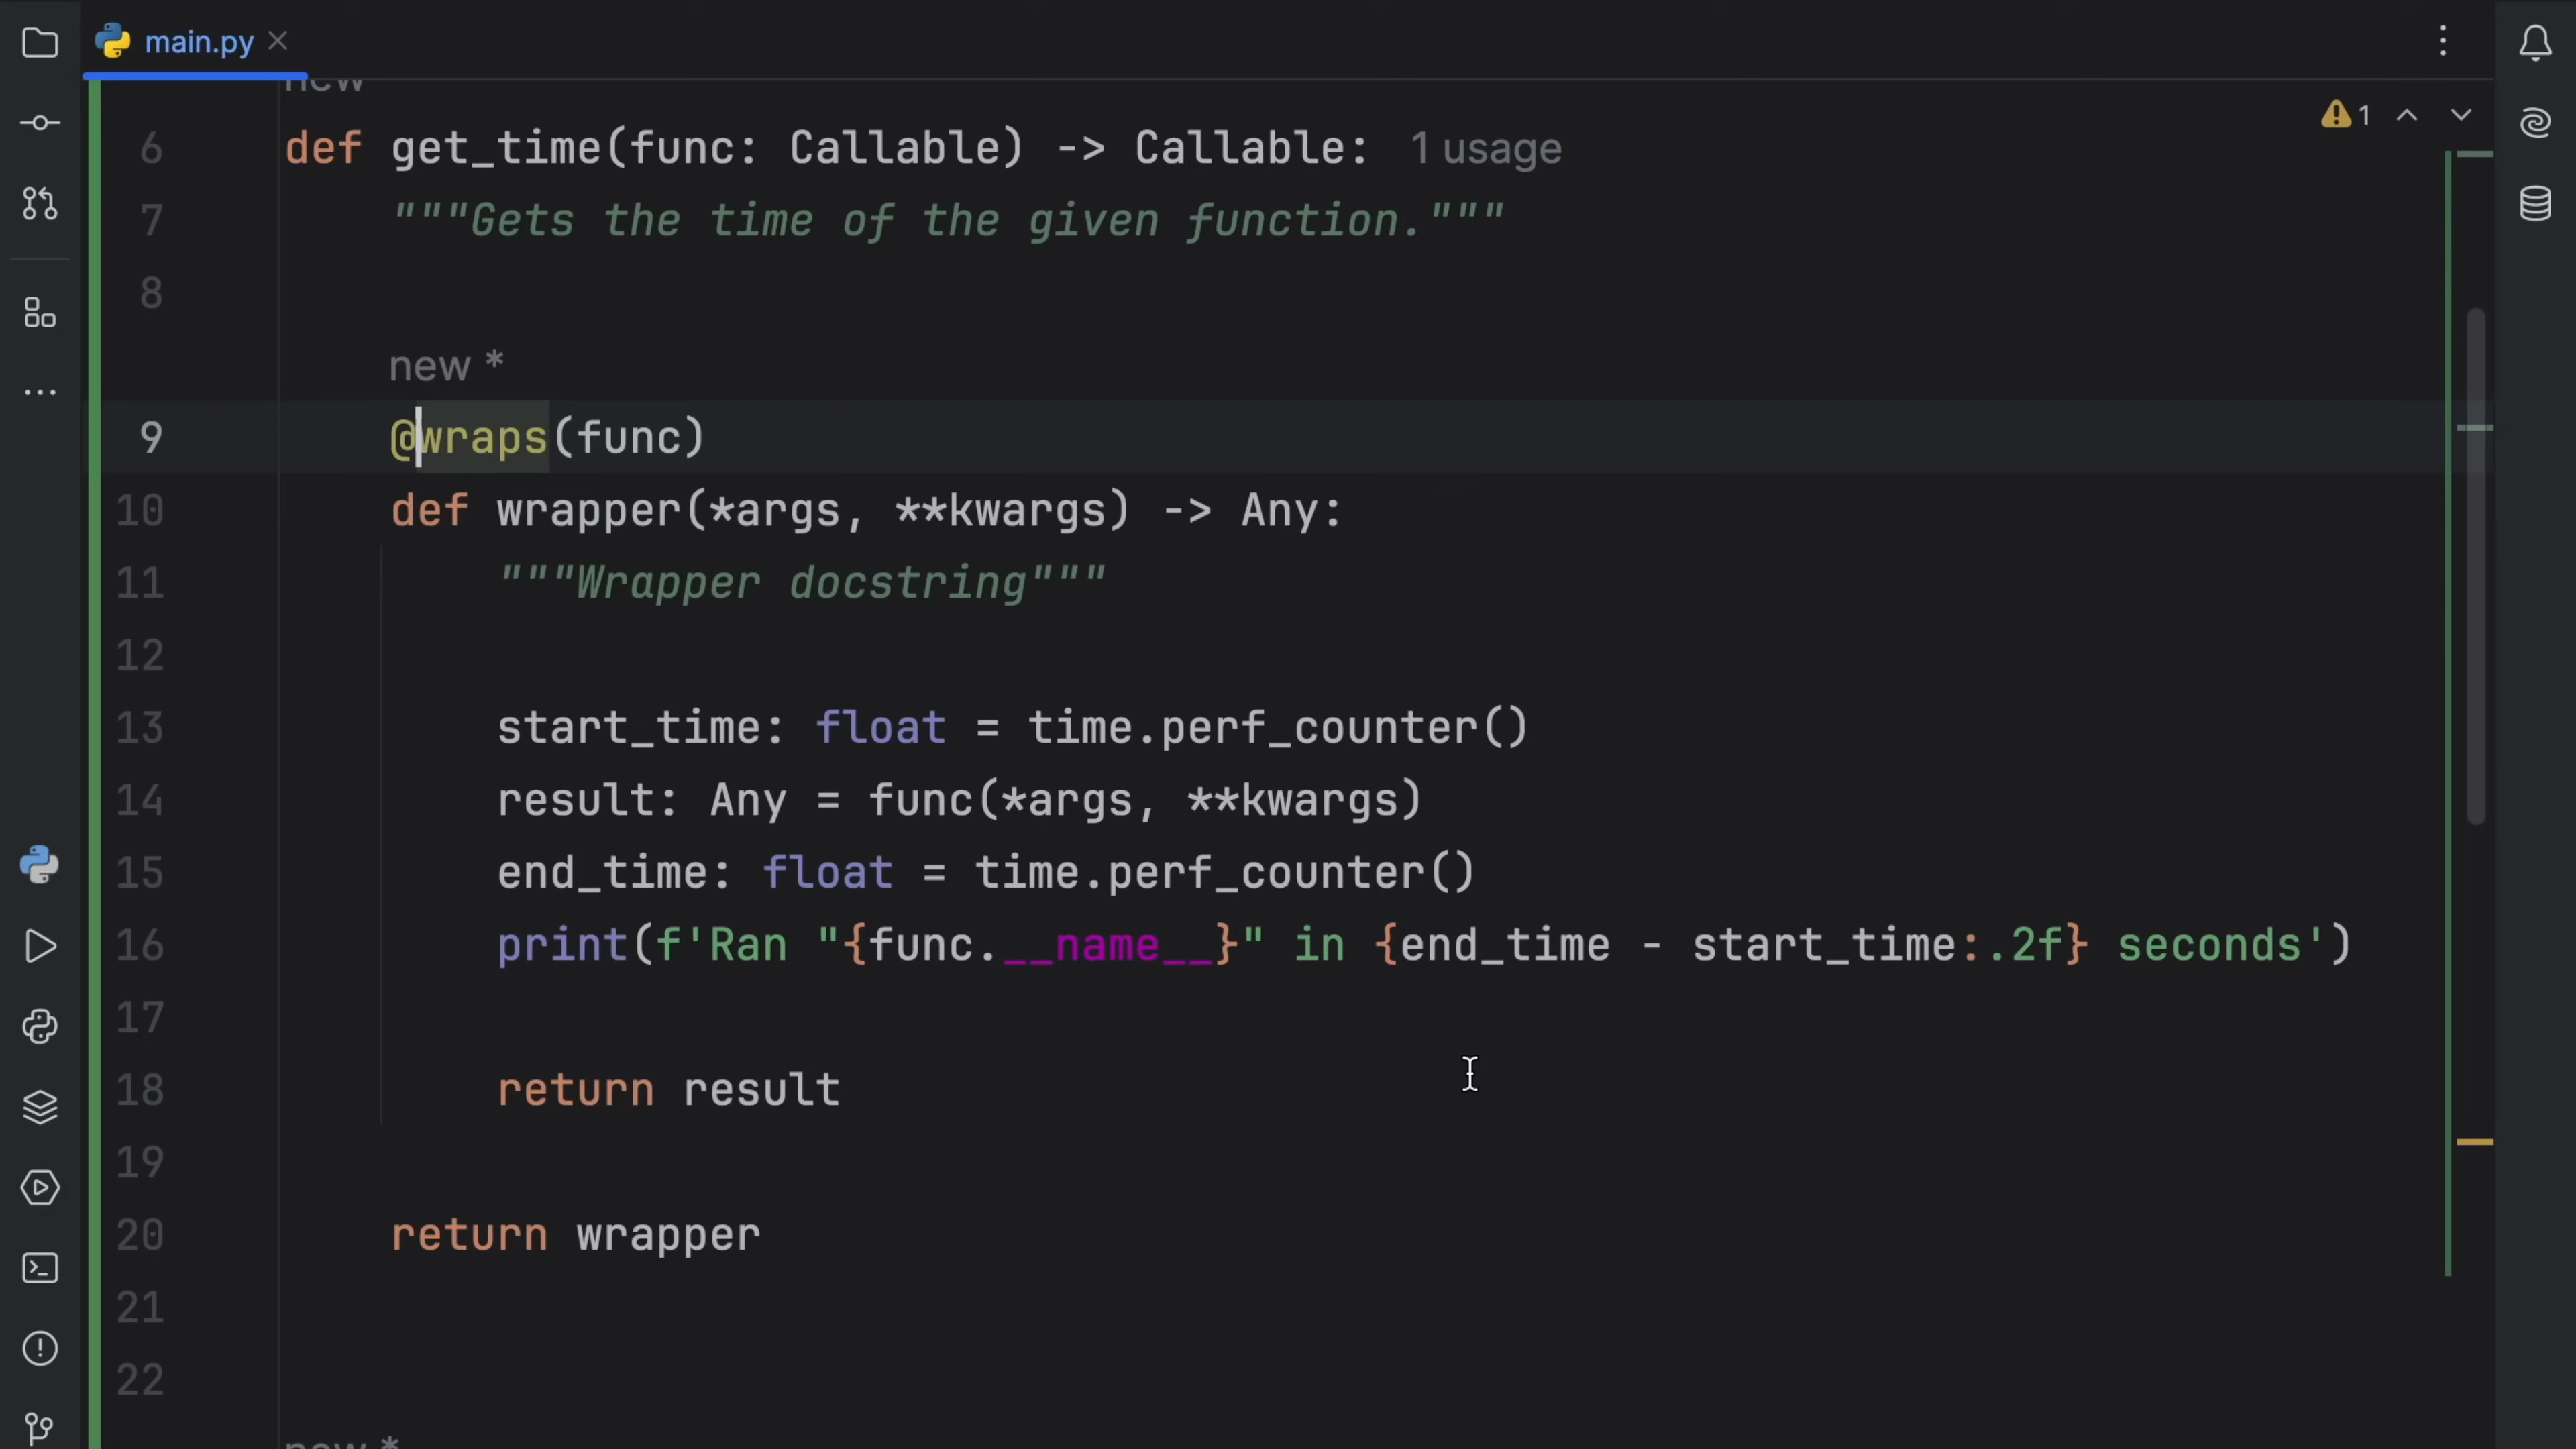 main.py
new
1
6 def get_time(func: Callable) -> Callable: 1 usage
7 """Gets the time of the given function."""
8
new *
9 @wraps(func)
10 def wrapper(*args, **kwargs) -> Any:
11 """Wrapper docstring"""
12
13 start_time: float = time.perf_counter()
14 result: Any = func(*args, **kwargs)
15 end_time: float = time.perf_counter()
16 print(f'Ran "{func.__name__}" in {end_time - start_time:.2f} seconds')
17
18 return result
19
20 return wrapper
21
22
new *